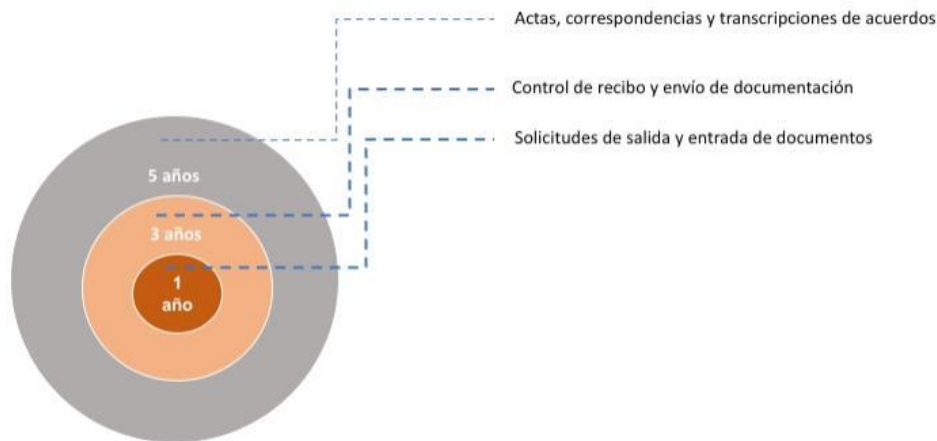 Actas, correspondencias y transcripciones de acuerdos
Control de recibo y envío de documentación
Solicitudes de salida y entrada de documentos
5 años
3 años
1
año